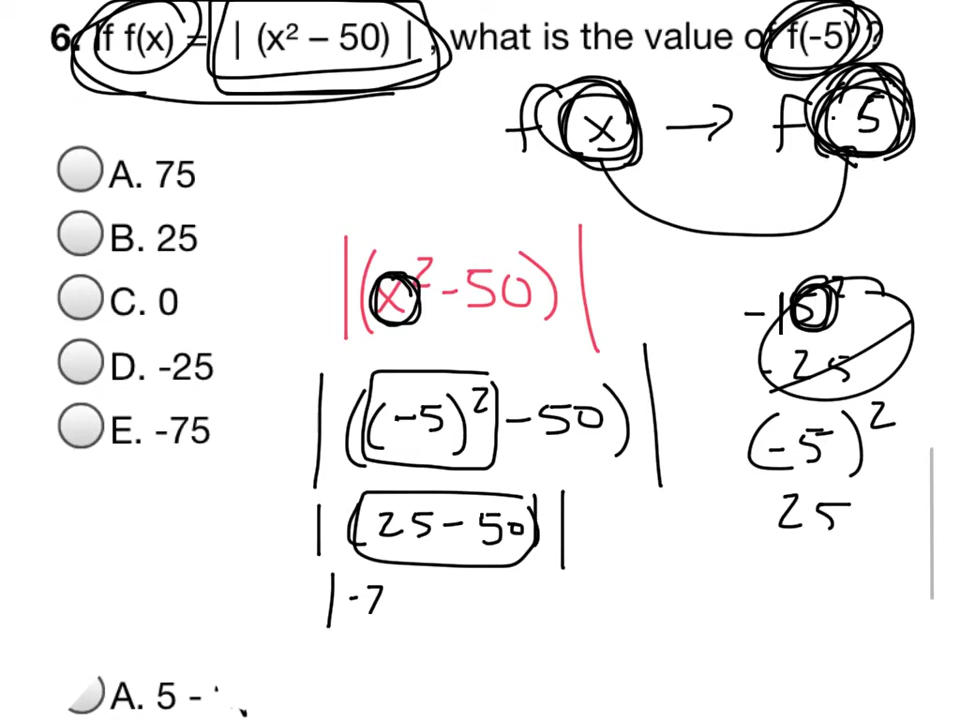 6. If f(x) = | (x² – 50) | , what is the value of f(-5) ?
f(x) → f(-5)
A. 75
B. 25
C. 0
D. -25
E. -75
|(x²-50)|
-1(5)²
-25
|((-5)²-50)|
(-5)²
|(25-50)|
25
|-7
A. 5 -